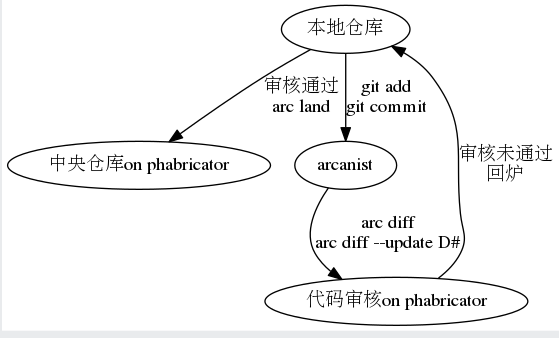 本地仓库
审核通过
arc land
git add
git commit
中央仓库on phabricator
arcanist
审核未通过
回炉
arc diff
arc diff --update D#
代码审核on phabricator